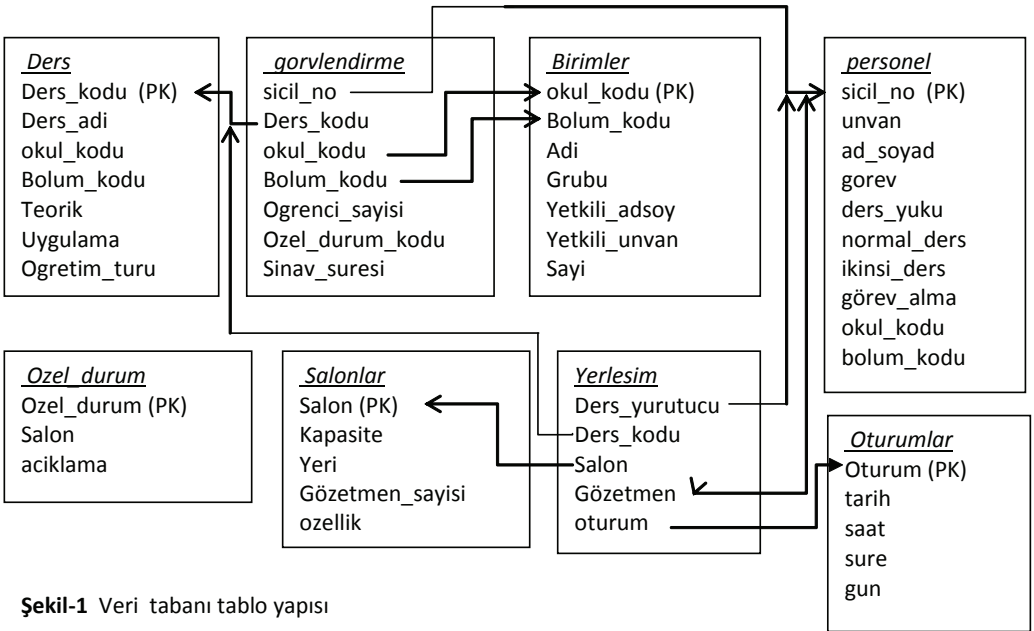 Ders
Ders_kodu (PK)
Ders_adi
okul_kodu
Bolum_kodu
Teorik
Uygulama
Ogretim_turu
gorvlendirme
sicil_no
Ders_kodu
okul_kodu
Bolum_kodu
Ogrenci_sayisi
Ozel_durum_kodu
Sinav_suresi
Birimler
okul_kodu (PK)
Bolum_kodu
Adi
Grubu
Yetkili_adsoy
Yetkili_unvan
Sayi
personel
sicil_no (PK)
unvan
ad_soyad
gorev
ders_yuku
normal_ders
ikinsi_ders
görev_alma
okul_kodu
bolum_kodu
Ozel_durum
Ozel_durum (PK)
Salon
aciklama
Salonlar
Salon (PK)
Kapasite
Yeri
Gözetmen_sayisi
ozellik
Yerlesim
Ders_yurutucu
Ders_kodu
Salon
Gözetmen
oturum
Oturumlar
Oturum (PK)
tarih
saat
sure
gun
Şekil-1 Veri tabanı tablo yapısı